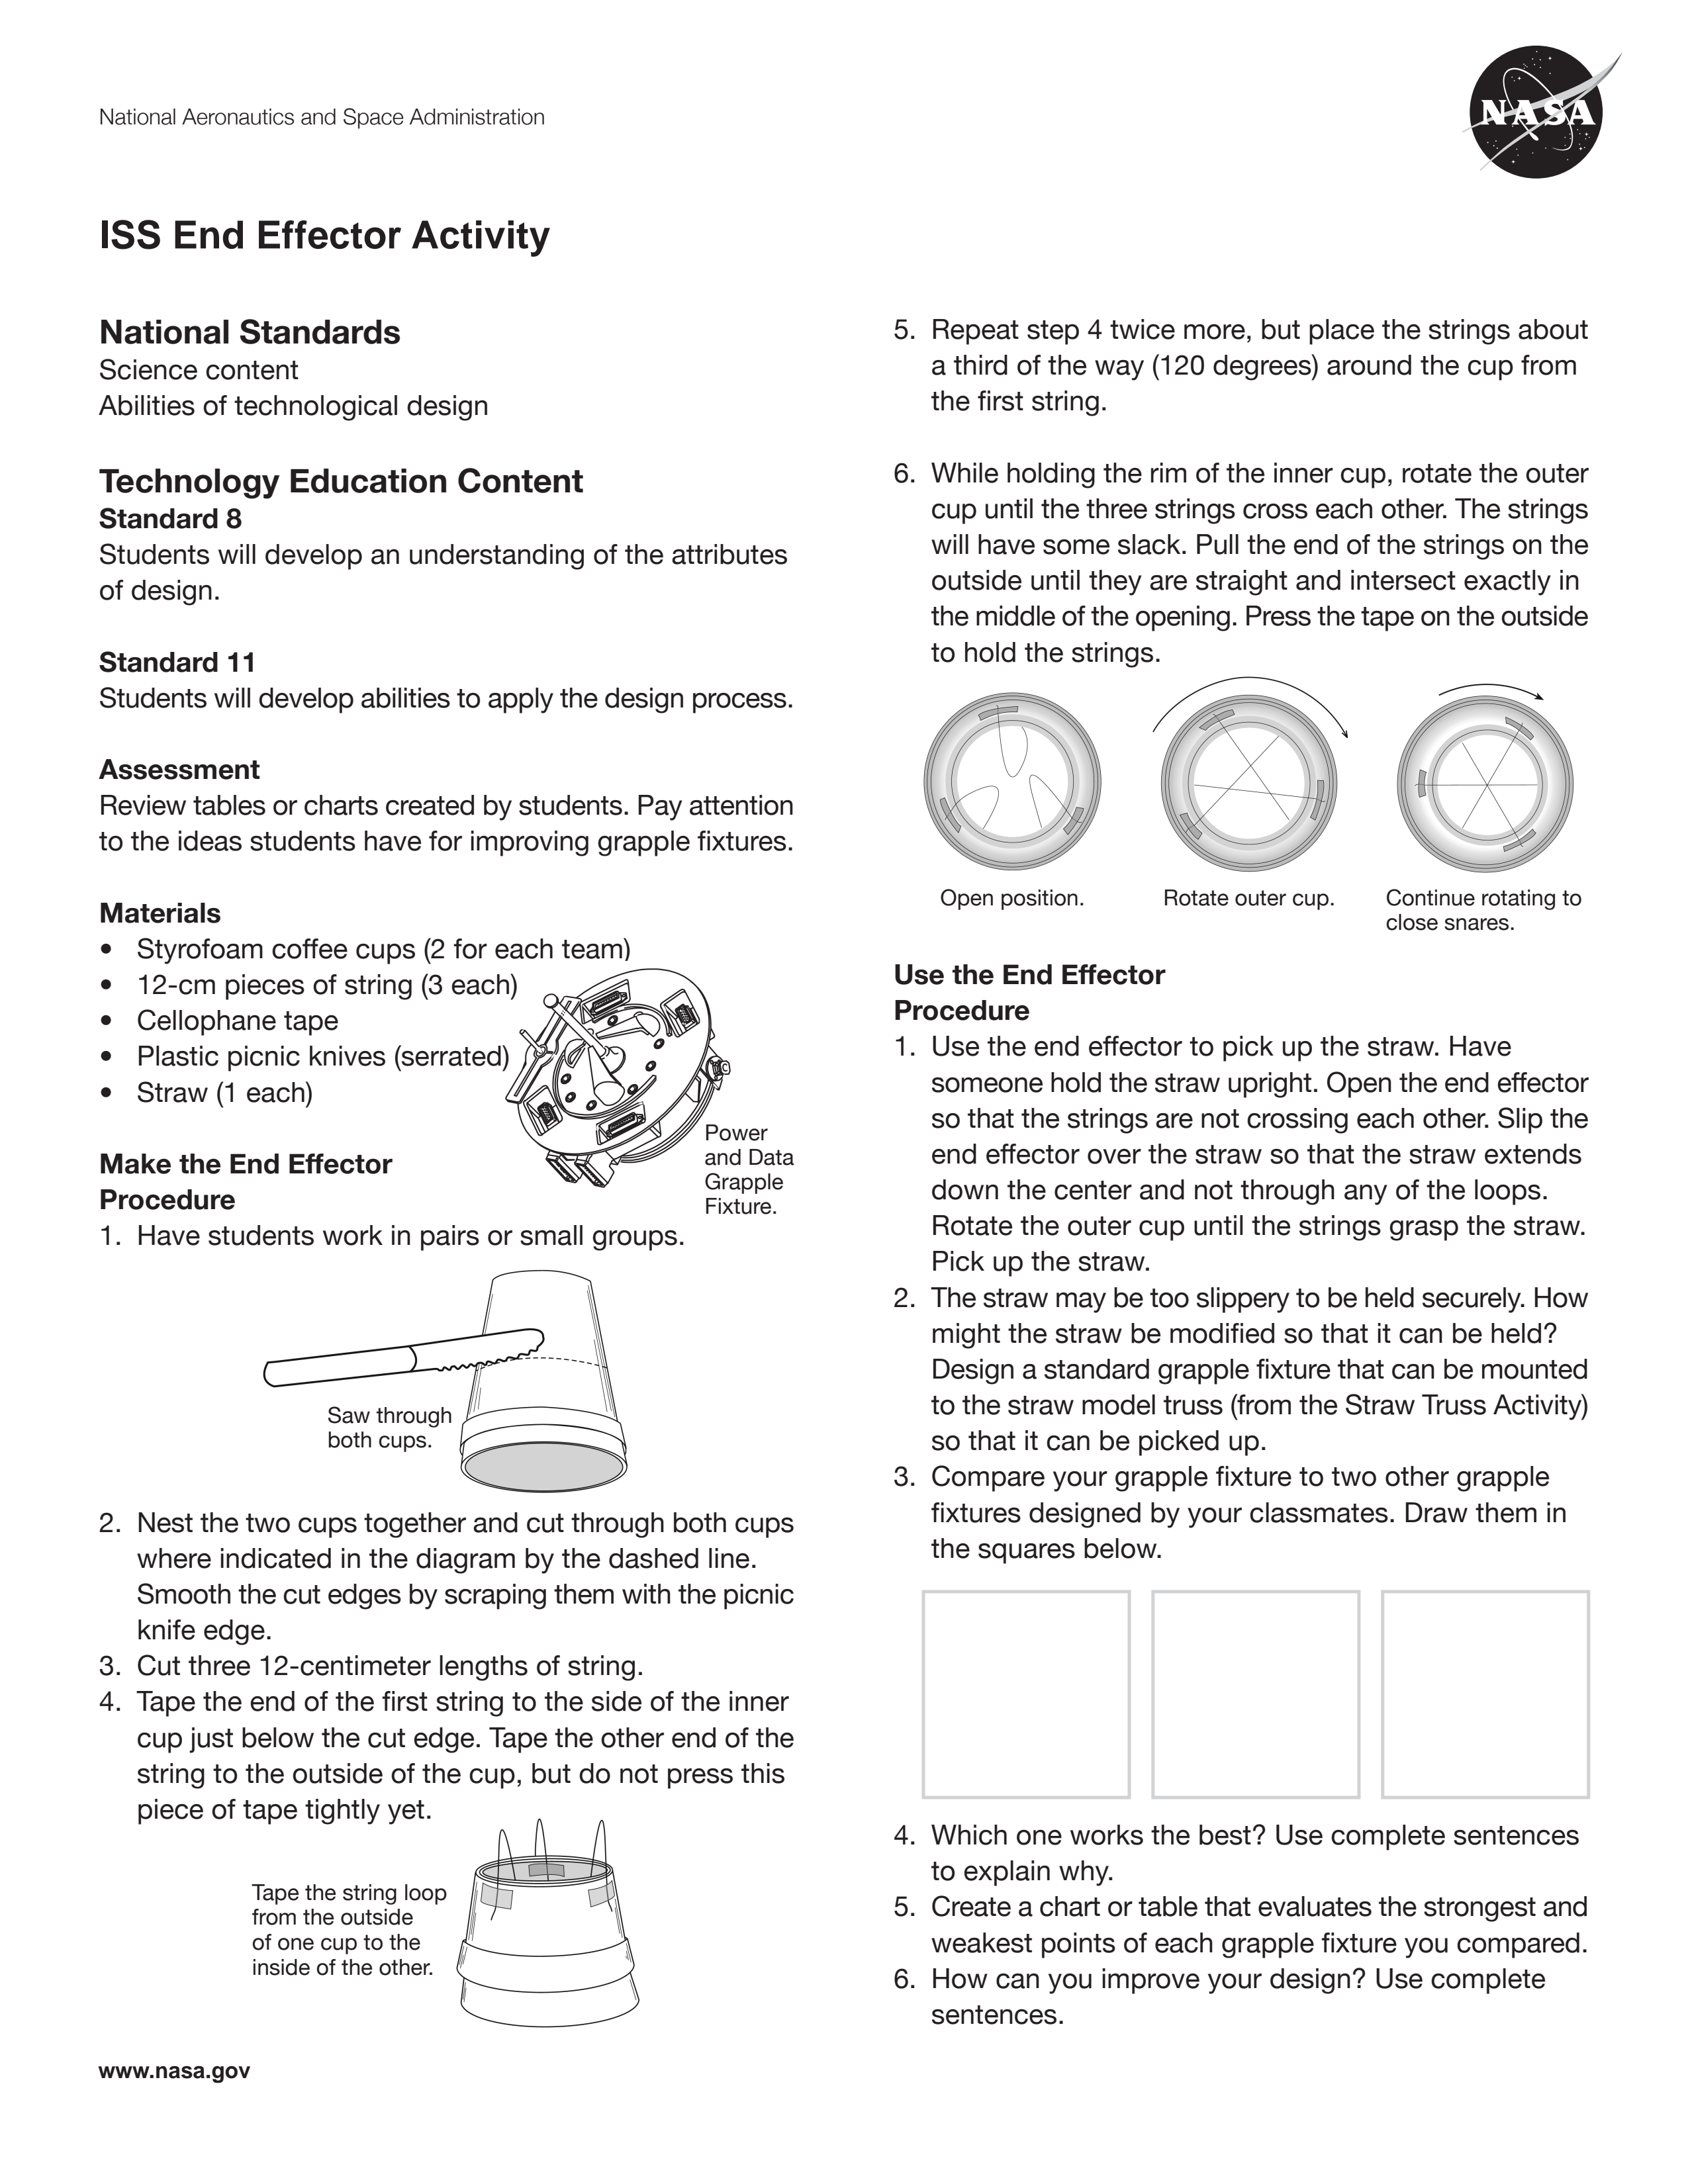 National Aeronautics and Space Administration
NASA
ISS End Effector Activity
National Standards
Science content
Abilities of technological design
Technology Education Content
Standard 8
Students will develop an understanding of the attributes
of design.
Standard 11
Students will develop abilities to apply the design process.
Assessment
Review tables or charts created by students. Pay attention
to the ideas students have for improving grapple fixtures.
Materials
• Styrofoam coffee cups (2 for each team)
• 12-cm pieces of string (3 each)
• Cellophane tape
• Plastic picnic knives (serrated)
• Straw (1 each)
Power
and Data
Grapple
Fixture.
Make the End Effector
Procedure
1. Have students work in pairs or small groups.
Saw through
both cups.
2. Nest the two cups together and cut through both cups
where indicated in the diagram by the dashed line.
Smooth the cut edges by scraping them with the picnic
knife edge.
3. Cut three 12-centimeter lengths of string.
4. Tape the end of the first string to the side of the inner
cup just below the cut edge. Tape the other end of the
string to the outside of the cup, but do not press this
piece of tape tightly yet.
Tape the string loop
from the outside
of one cup to the
inside of the other.
5. Repeat step 4 twice more, but place the strings about
a third of the way (120 degrees) around the cup from
the first string.
6. While holding the rim of the inner cup, rotate the outer
cup until the three strings cross each other. The strings
will have some slack. Pull the end of the strings on the
outside until they are straight and intersect exactly in
the middle of the opening. Press the tape on the outside
to hold the strings.
Open position.
Rotate outer cup.
Continue rotating to
close snares.
Use the End Effector
Procedure
1. Use the end effector to pick up the straw. Have
someone hold the straw upright. Open the end effector
so that the strings are not crossing each other. Slip the
end effector over the straw so that the straw extends
down the center and not through any of the loops.
Rotate the outer cup until the strings grasp the straw.
Pick up the straw.
2. The straw may be too slippery to be held securely. How
might the straw be modified so that it can be held?
Design a standard grapple fixture that can be mounted
to the straw model truss (from the Straw Truss Activity)
so that it can be picked up.
3. Compare your grapple fixture to two other grapple
fixtures designed by your classmates. Draw them in
the squares below.
4. Which one works the best? Use complete sentences
to explain why.
5. Create a chart or table that evaluates the strongest and
weakest points of each grapple fixture you compared.
6. How can you improve your design? Use complete
sentences.
www.nasa.gov